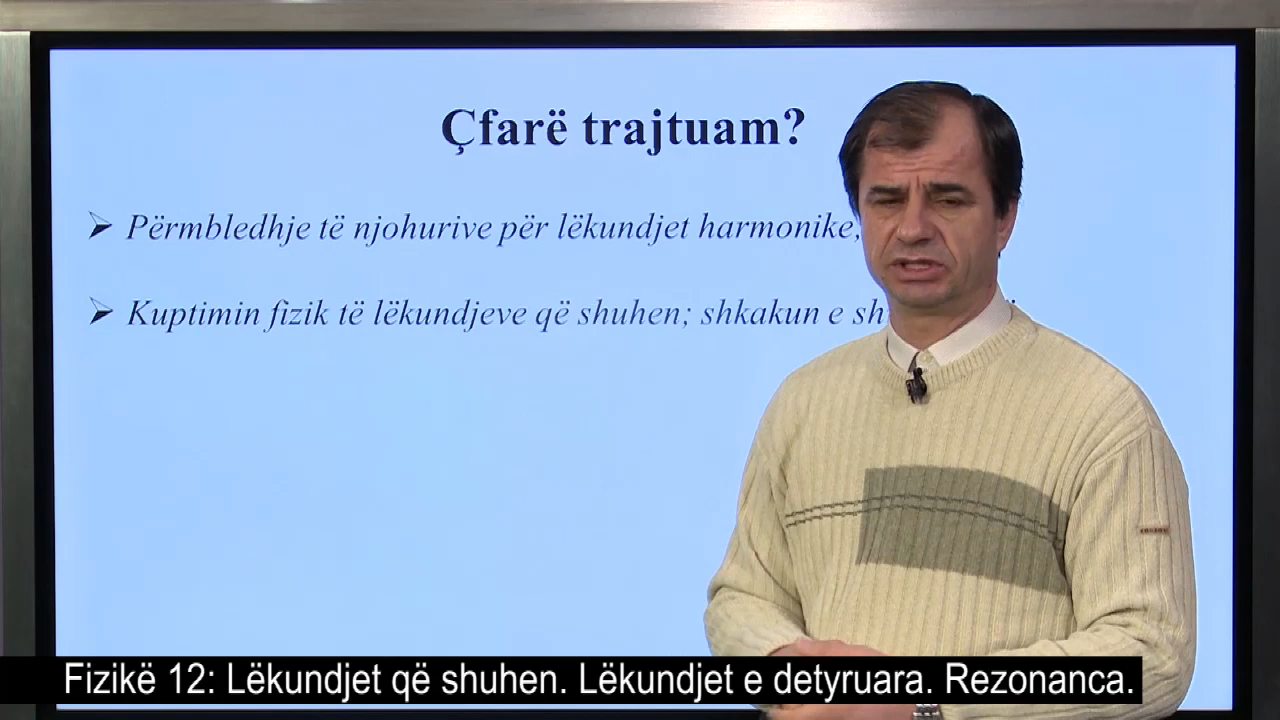 Çfarë trajtuam?
Përmbledhje të njohurive për lëkundjet harmonike,
Kuptimin fizik të lëkundjeve që shuhen; shkakun e
Fizikë 12: Lëkundjet që shuhen. Lëkundjet e detyruara. Rezonanca.